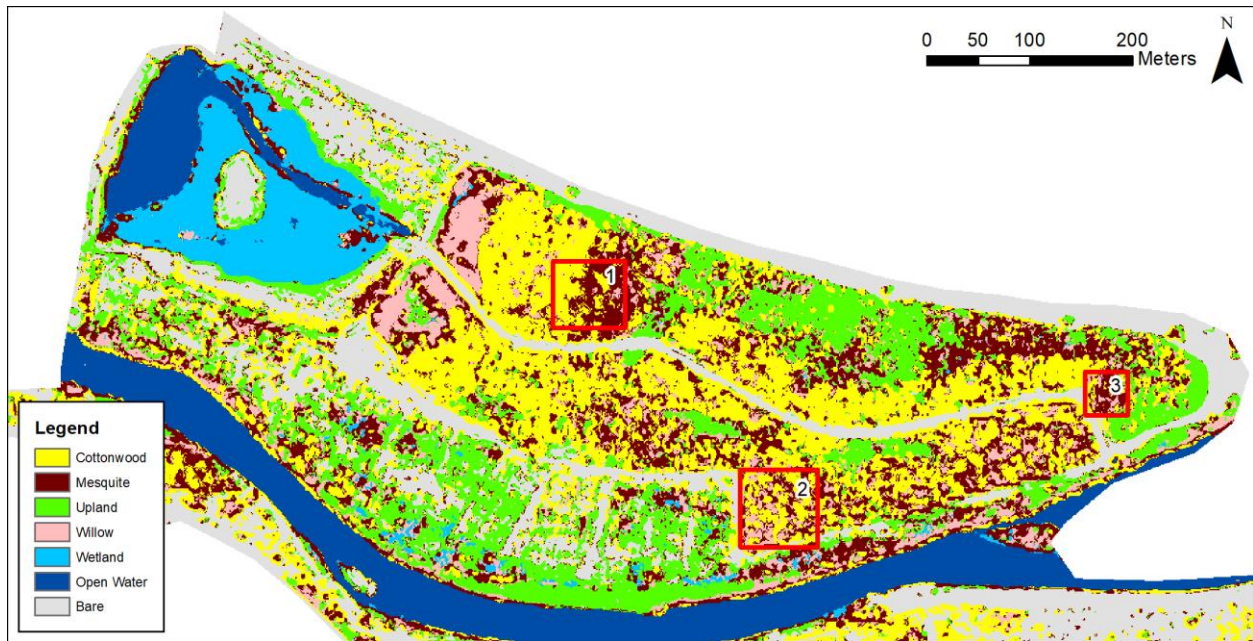 N
0 50 100 200
Meters
1
3
2
Legend
Cottonwood
Mesquite
Upland
Willow
Wetland
Open Water
Bare